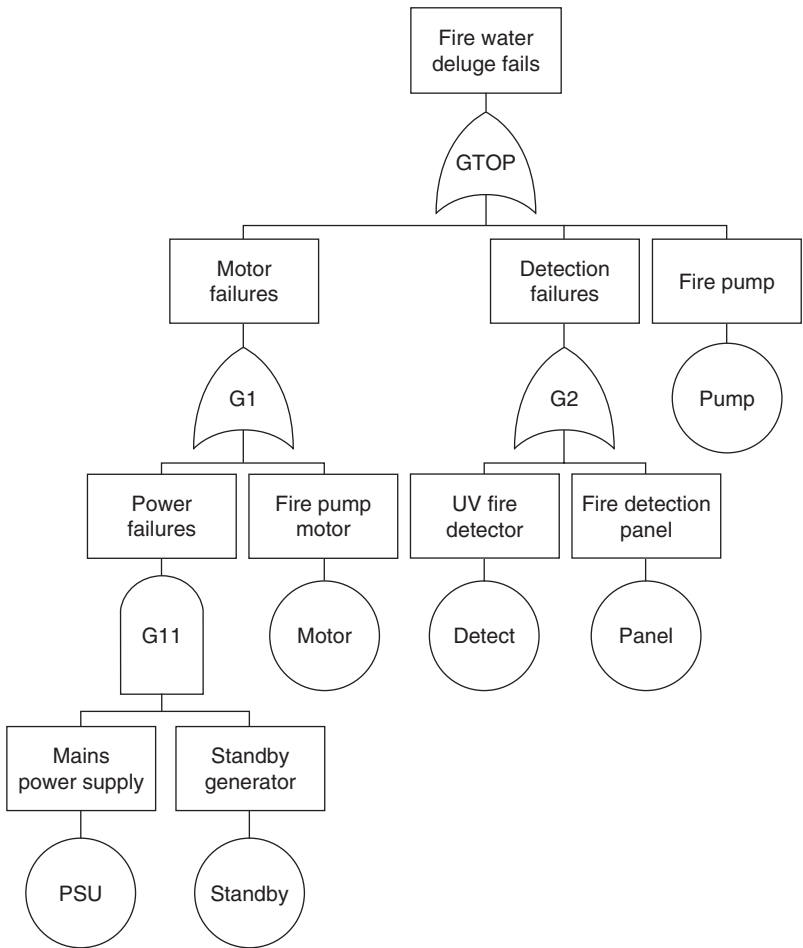 Fire water
deluge fails
GTOP
Motor
failures
Detection
failures
Fire pump
G1
G2
Pump
Power
failures
Fire pump
motor
UV fire
detector
Fire detection
panel
G11
Motor
Detect
Panel
Mains
power supply
Standby
generator
PSU
Standby